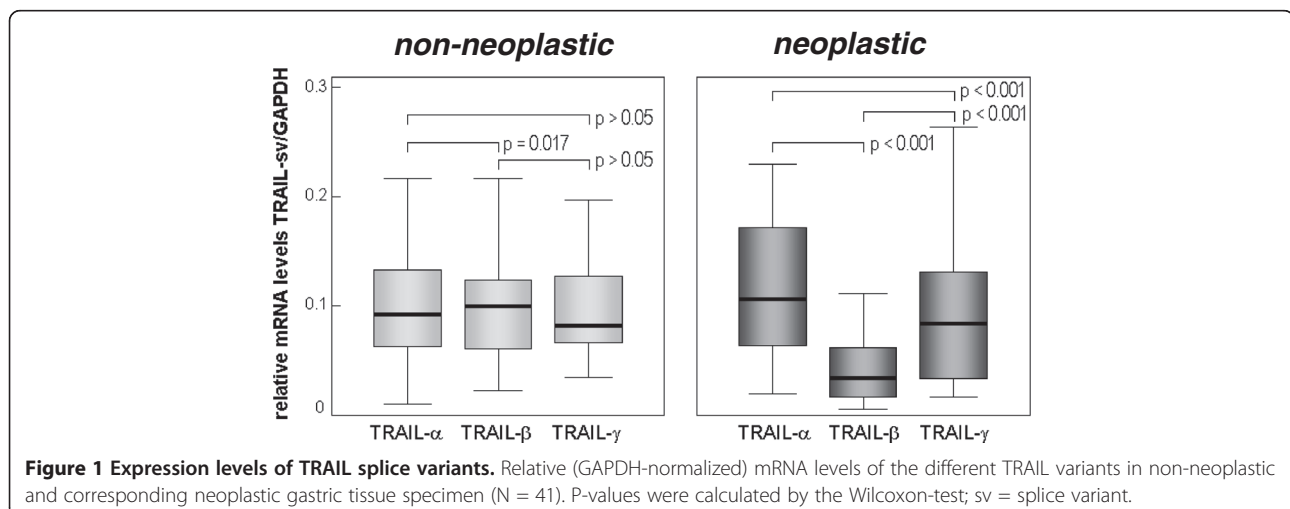 non-neoplastic
neoplastic
relative mRNA levels TRAIL-sv/GAPDH
0.3
0.2
0.1
0
p > 0.05
p = 0.017
p > 0.05
TRAIL-α TRAIL-β TRAIL-γ
p < 0.001
p < 0.001
p < 0.001
TRAIL-α TRAIL-β TRAIL-γ
Figure 1 Expression levels of TRAIL splice variants. Relative (GAPDH-normalized) mRNA levels of the different TRAIL variants in non-neoplastic
and corresponding neoplastic gastric tissue specimen (N = 41). P-values were calculated by the Wilcoxon-test; sv = splice variant.